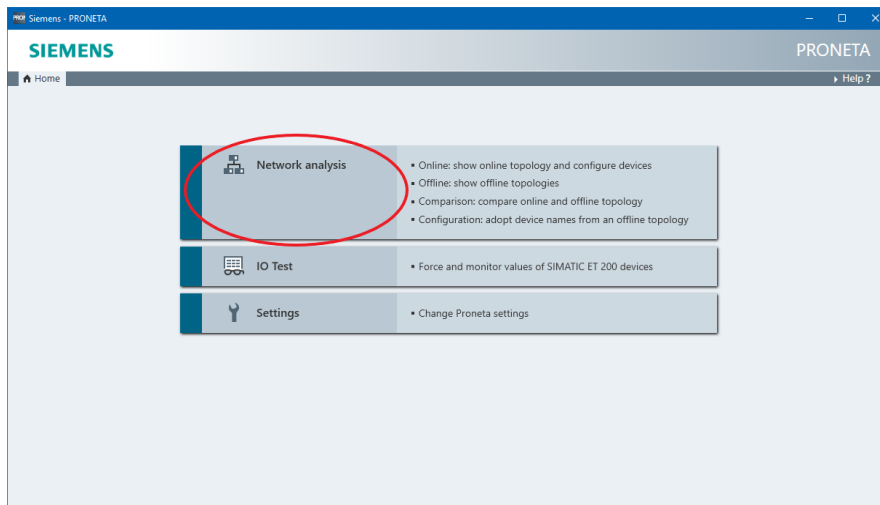 Siemens - PRONETA
SIEMENS
PRONETA
Home
Help ?
Network analysis
▪ Online: show online topology and configure devices
▪ Offline: show offline topologies
▪ Comparison: compare online and offline topology
▪ Configuration: adopt device names from an offline topology
IO Test
▪ Force and monitor values of SIMATIC ET 200 devices
Settings
▪ Change Proneta settings